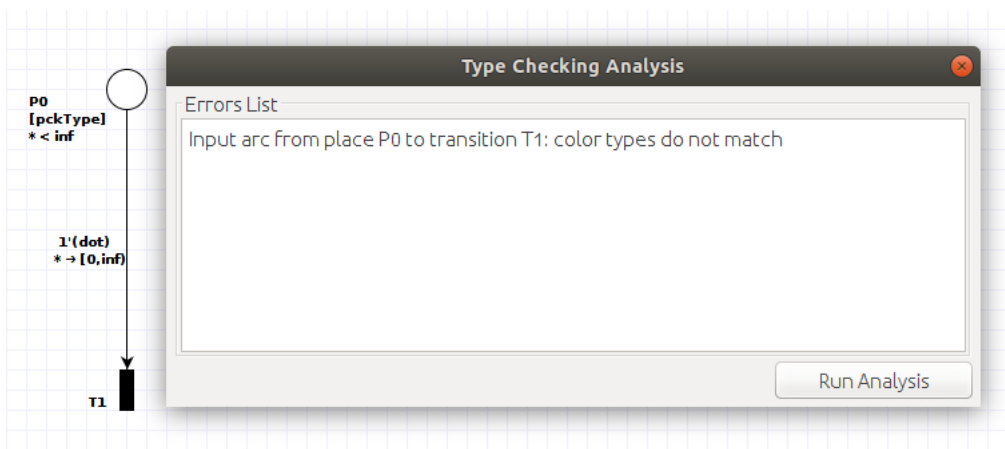 Type Checking Analysis
Errors List
Input arc from place P0 to transition T1: color types do not match
Run Analysis
P0
[pckType]
* < inf
1'(dot)
* → [0,inf)
T1